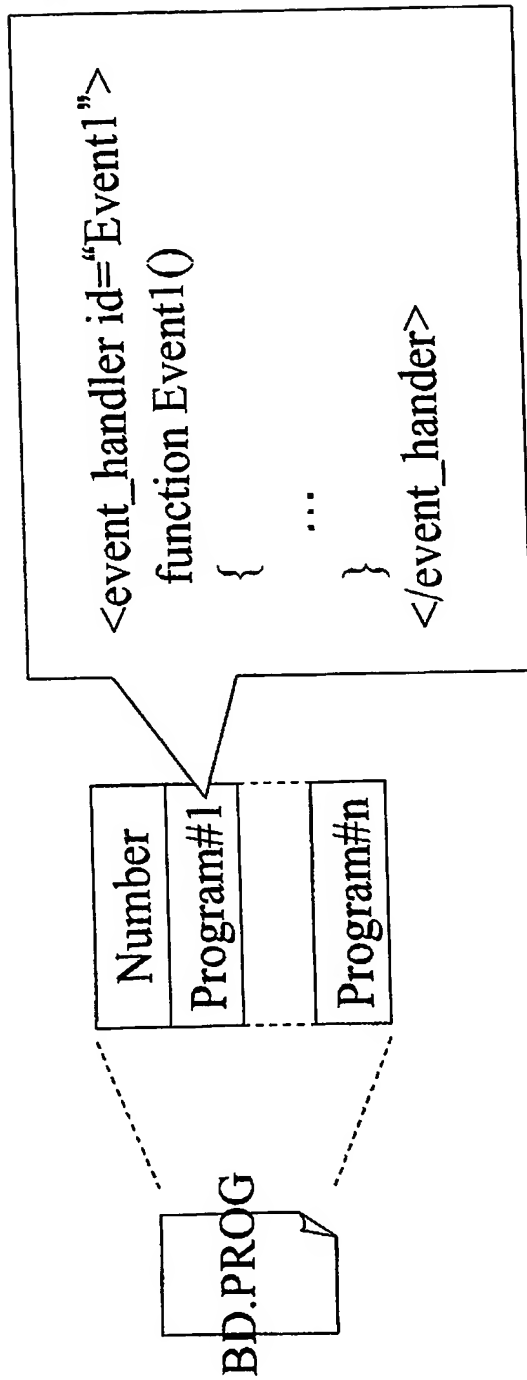 BD.PROG
Number
Program#1
Program#n
<event_handler id=“Event1”>
function Event1()
{
...
}
</event_hander>